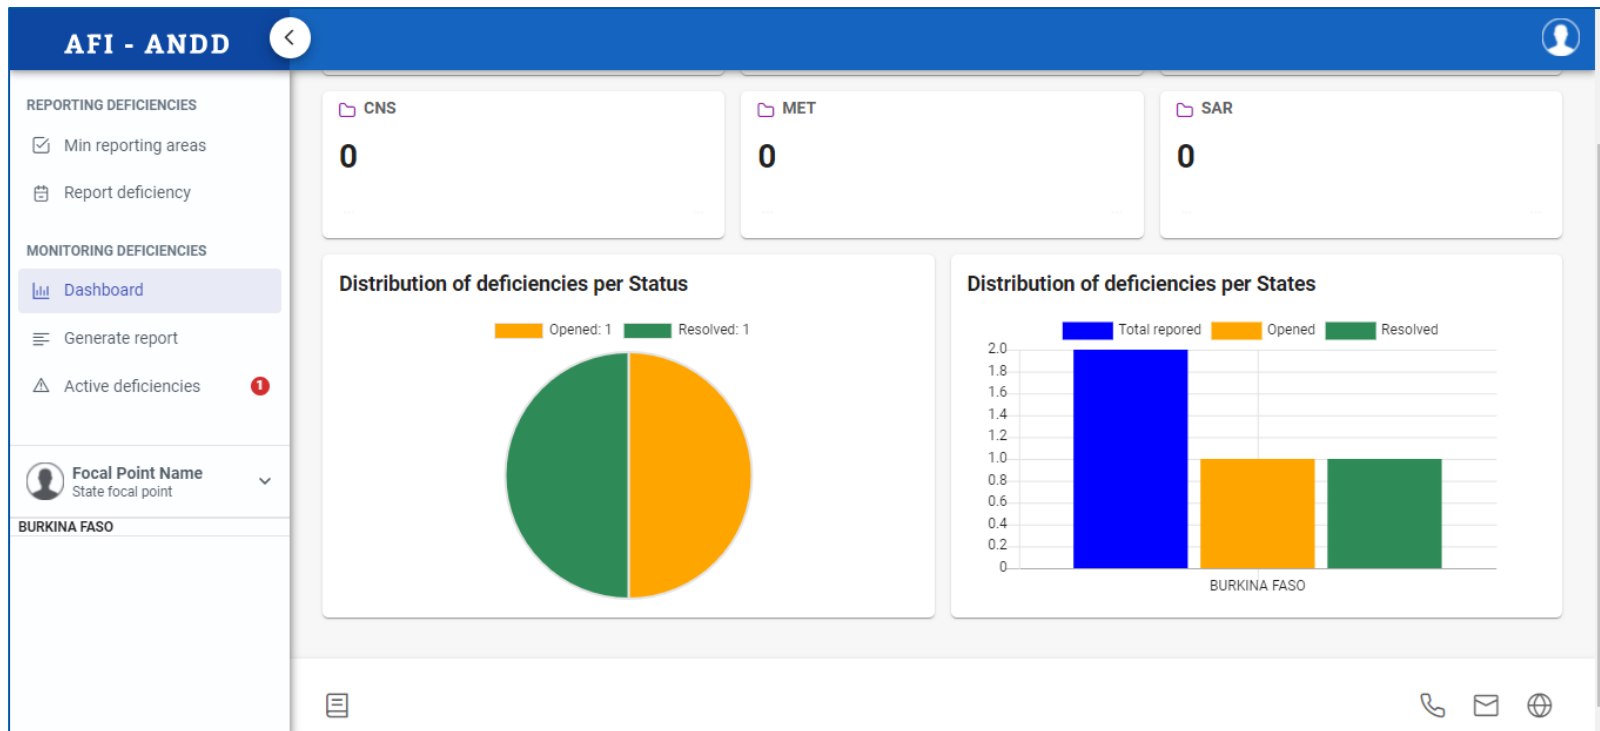 AFI - ANDD
REPORTING DEFICIENCIES
Min reporting areas
Report deficiency
MONITORING DEFICIENCIES
Dashboard
Generate report
Active deficiencies 1
Focal Point Name
State focal point
BURKINA FASO
CNS
0
MET
0
SAR
0
Distribution of deficiencies per Status
Opened: 1 Resolved: 1
Distribution of deficiencies per States
Total repored Opened Resolved
2.0
1.8
1.6
1.4
1.2
1.0
0.8
0.6
0.4
0.2
0
BURKINA FASO